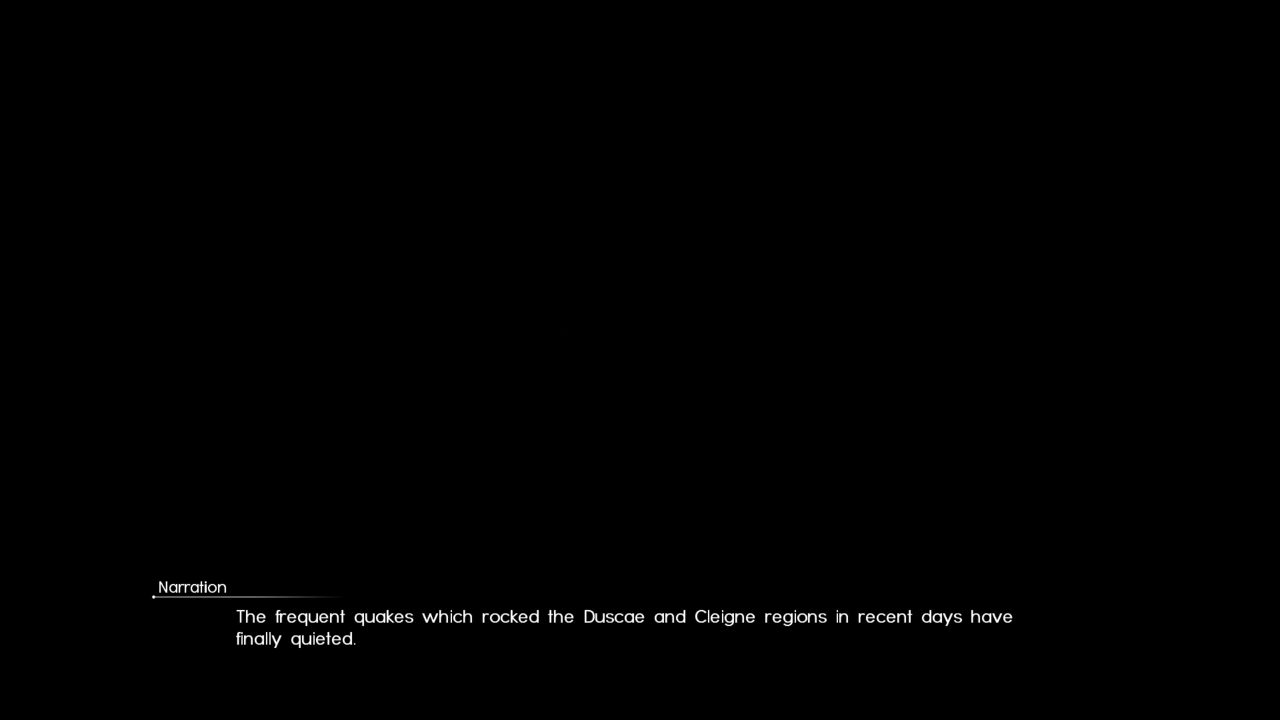 Narration
The frequent quakes which rocked the Duscae and Cleigne regions in recent days have
finally quieted.